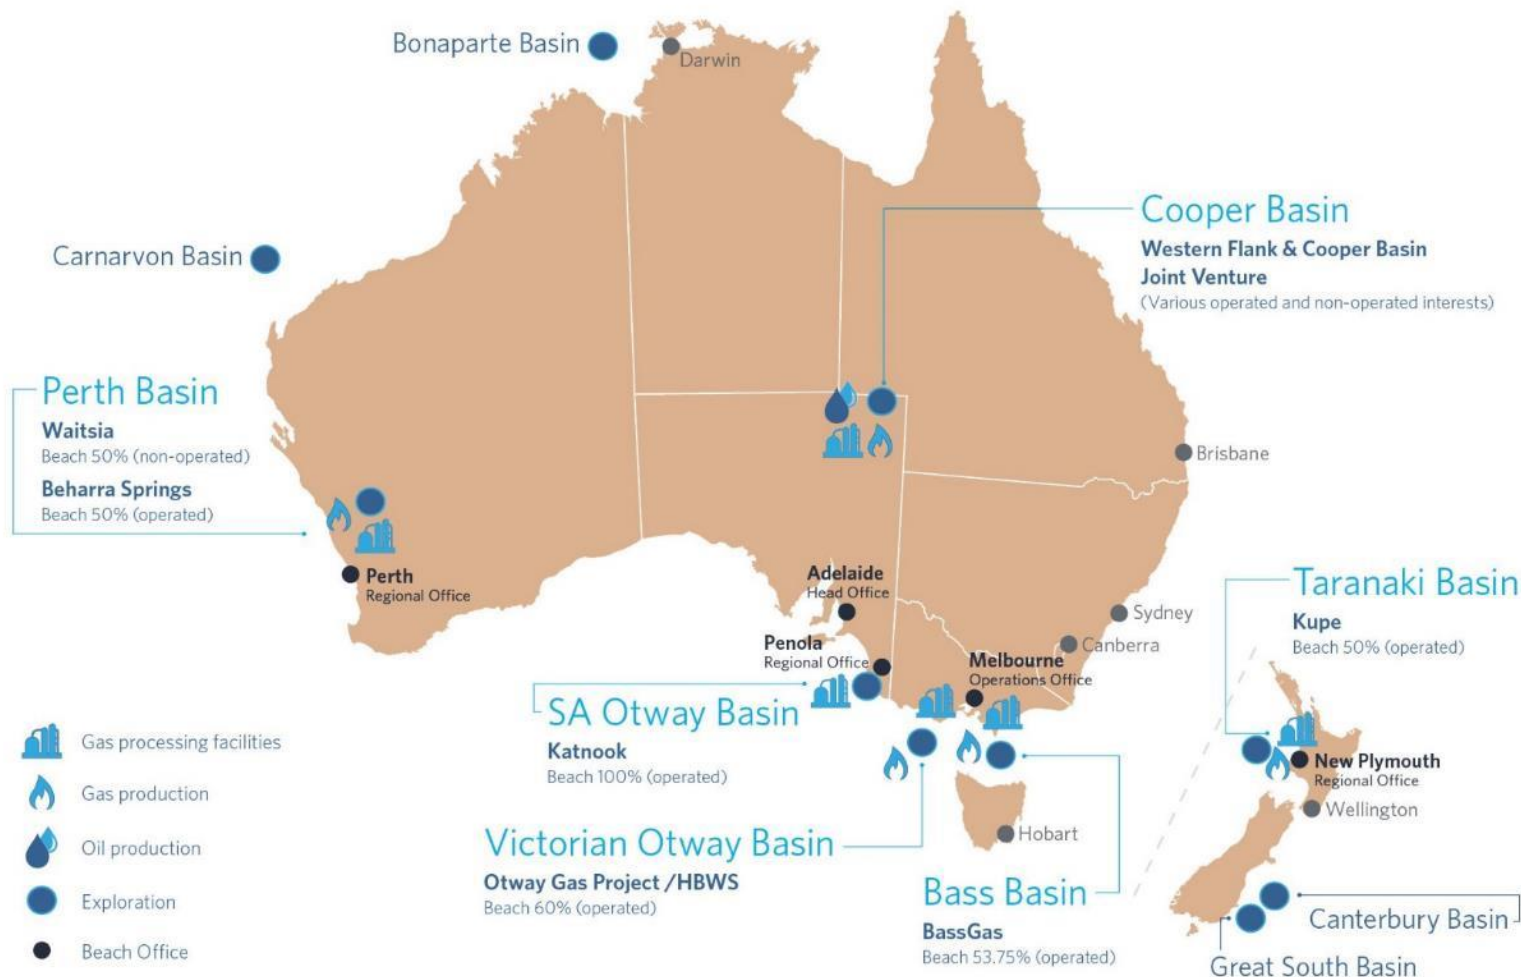 Bonaparte Basin
Darwin
Carnarvon Basin
Cooper Basin
Western Flank & Cooper Basin
Joint Venture
(Various operated and non-operated interests)
Perth Basin
Waitsia
Beach 50% (non-operated)
Beharra Springs
Beach 50% (operated)
Brisbane
Perth
Regional Office
Adelaide
Head Office
Penola
Regional Office
Melbourne
Operations Office
Sydney
Canberra
Taranaki Basin
Kupe
Beach 50% (operated)
SA Otway Basin
Katnook
Beach 100% (operated)
New Plymouth
Regional Office
Wellington
Hobart
Victorian Otway Basin
Otway Gas Project /HBWS
Beach 60% (operated)
Bass Basin
BassGas
Beach 53.75% (operated)
Canterbury Basin
Great South Basin
Gas processing facilities
Gas production
Oil production
Exploration
Beach Office